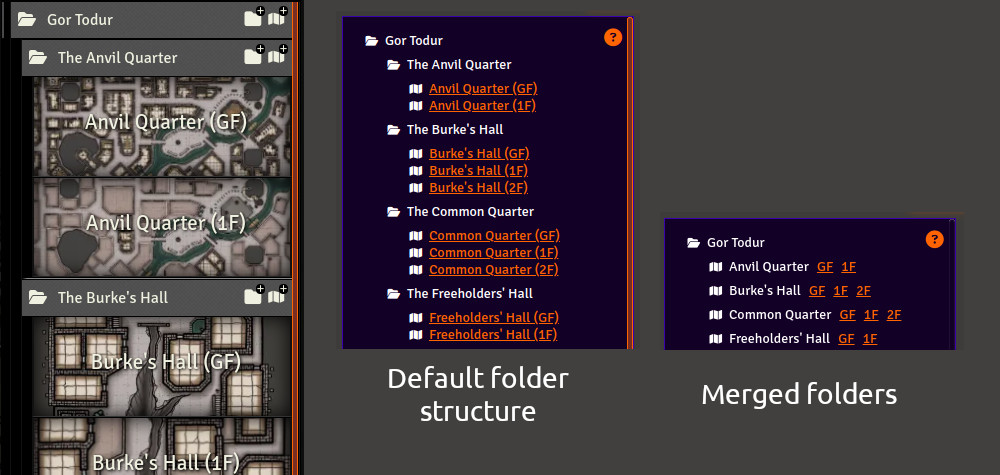 Gor Todur
The Anvil Quarter
Anvil Quarter (GF)
Anvil Quarter (1F)
The Burke's Hall
Burke's Hall (GF)
Burke's Hall (1F)
Gor Todur
?
The Anvil Quarter
Anvil Quarter (GF)
Anvil Quarter (1F)
The Burke's Hall
Burke's Hall (GF)
Burke's Hall (1F)
Burke's Hall (2F)
The Common Quarter
Common Quarter (GF)
Common Quarter (1F)
Common Quarter (2F)
The Freeholders' Hall
Freeholders' Hall (GF)
Freeholders' Hall (1F)
Default folder
structure
Gor Todur
?
Anvil Quarter GF 1F
Burke's Hall GF 1F 2F
Common Quarter GF 1F 2F
Freeholders' Hall GF 1F
Merged folders